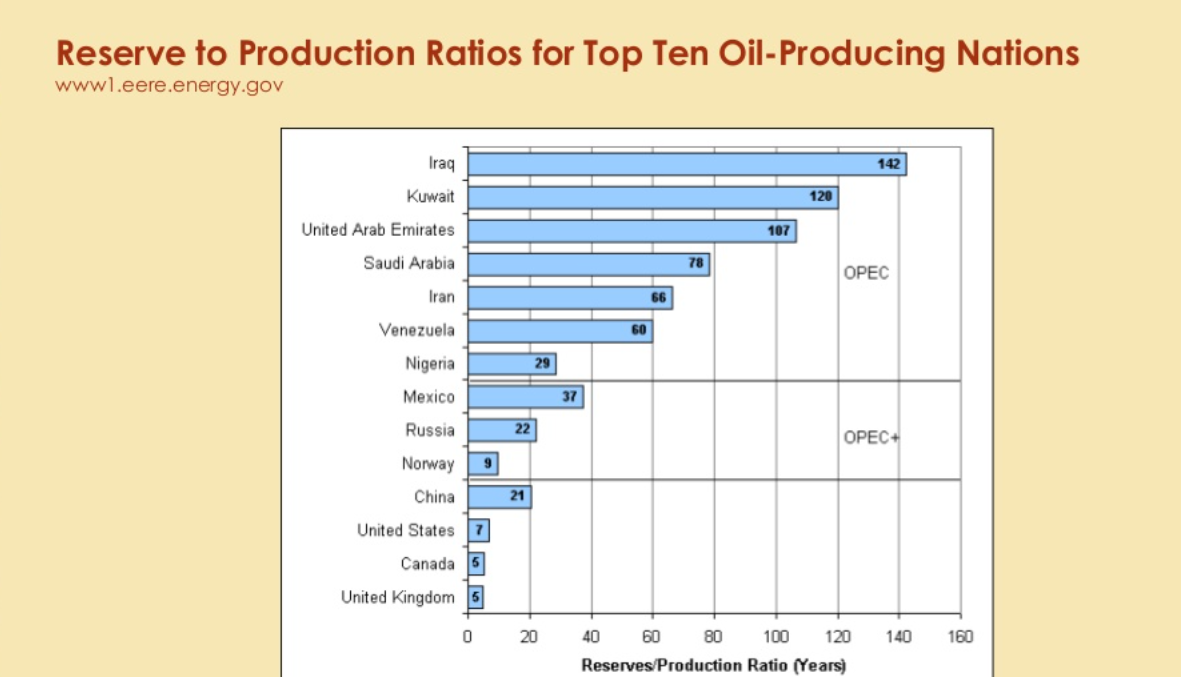 Reserve to Production Ratios for Top Ten Oil-Producing Nations
www1.eere.energy.gov
Iraq 142
Kuwait 120
United Arab Emirates 107
Saudi Arabia 78
OPEC
Iran 66
Venezuela 60
Nigeria 29
Mexico 37
Russia 22
OPEC+
Norway 9
China 21
United States 7
Canada 5
United Kingdom 5
0 20 40 60 80 100 120 140 160
Reserves/Production Ratio (Years)